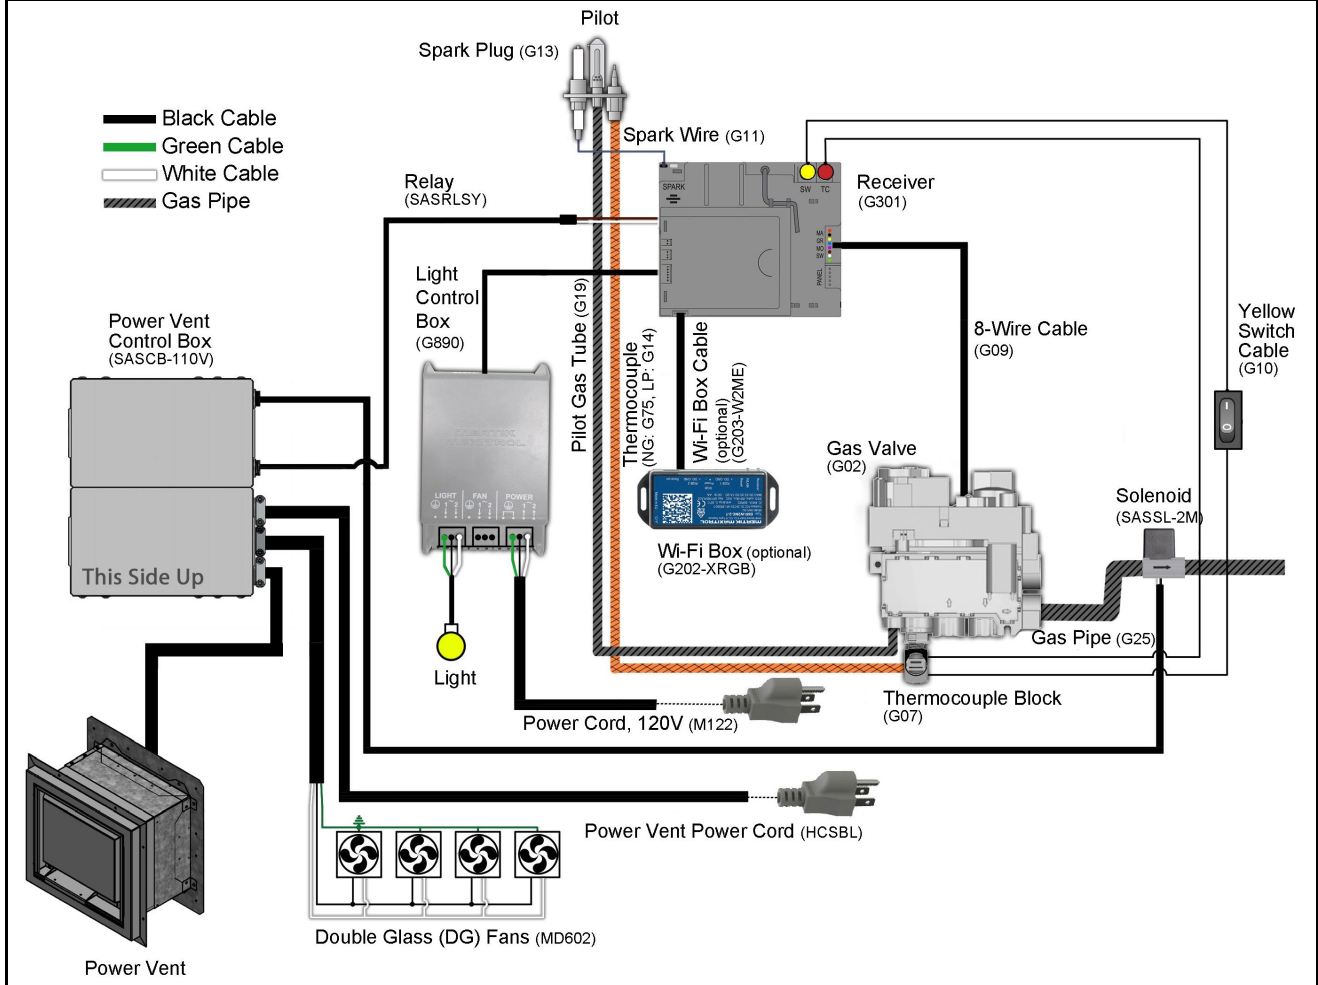 Pilot
Spark Plug (G13)
Black Cable
Green Cable
White Cable
Gas Pipe
Spark Wire (G11)
Relay
(SASRLSY)
SPARK
SW TC
Receiver
(G301)
MA
GR
MO
SW
PANEL
Light
Control
Box
(G890)
Power Vent
Control Box
(SASCB-110V)
Pilot Gas Tube (G19)
Thermocouple
(NG: G75, LP: G14)
Wi-Fi Box Cable
(optional)
(G203-W2ME)
8-Wire Cable
(G09)
Yellow
Switch
Cable
(G10)
I
O
Gas Valve
(G02)
Solenoid
(SASSL-2M)
LIGHT FAN POWER
This Side Up
Wi-Fi Box (optional)
(G202-XRGB)
Gas Pipe (G25)
Light
Thermocouple Block
(G07)
Power Cord, 120V (M122)
Power Vent Power Cord (HCSBL)
Double Glass (DG) Fans (MD602)
Power Vent